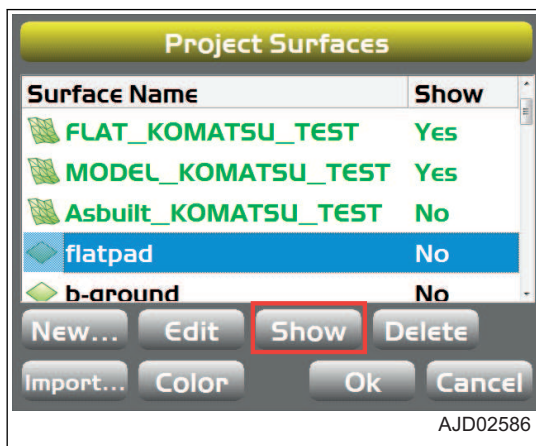 Project Surfaces
Surface Name Show
FLAT_KOMATSU_TEST Yes
MODEL_KOMATSU_TEST Yes
Asbuilt_KOMATSU_TEST No
flatpad No
b-ground No
New... Edit Show Delete
Import... Color Ok Cancel
AJD02586